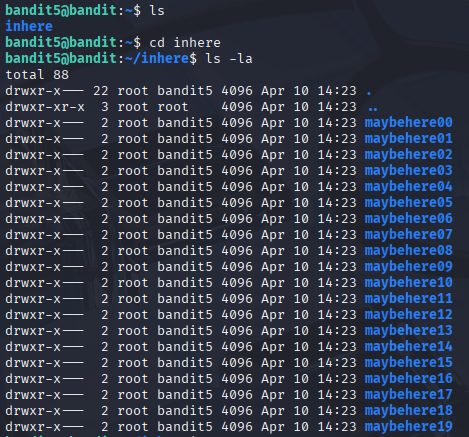 bandit5@bandit:~$ ls
inhere
bandit5@bandit:~$ cd inhere
bandit5@bandit:~/inhere$ ls -la
total 88
drwxr-x--- 22 root bandit5 4096 Apr 10 14:23 .
drwxr-xr-x  3 root root    4096 Apr 10 14:23 ..
drwxr-x---  2 root bandit5 4096 Apr 10 14:23 maybehere00
drwxr-x---  2 root bandit5 4096 Apr 10 14:23 maybehere01
drwxr-x---  2 root bandit5 4096 Apr 10 14:23 maybehere02
drwxr-x---  2 root bandit5 4096 Apr 10 14:23 maybehere03
drwxr-x---  2 root bandit5 4096 Apr 10 14:23 maybehere04
drwxr-x---  2 root bandit5 4096 Apr 10 14:23 maybehere05
drwxr-x---  2 root bandit5 4096 Apr 10 14:23 maybehere06
drwxr-x---  2 root bandit5 4096 Apr 10 14:23 maybehere07
drwxr-x---  2 root bandit5 4096 Apr 10 14:23 maybehere08
drwxr-x---  2 root bandit5 4096 Apr 10 14:23 maybehere09
drwxr-x---  2 root bandit5 4096 Apr 10 14:23 maybehere10
drwxr-x---  2 root bandit5 4096 Apr 10 14:23 maybehere11
drwxr-x---  2 root bandit5 4096 Apr 10 14:23 maybehere12
drwxr-x---  2 root bandit5 4096 Apr 10 14:23 maybehere13
drwxr-x---  2 root bandit5 4096 Apr 10 14:23 maybehere14
drwxr-x---  2 root bandit5 4096 Apr 10 14:23 maybehere15
drwxr-x---  2 root bandit5 4096 Apr 10 14:23 maybehere16
drwxr-x---  2 root bandit5 4096 Apr 10 14:23 maybehere17
drwxr-x---  2 root bandit5 4096 Apr 10 14:23 maybehere18
drwxr-x---  2 root bandit5 4096 Apr 10 14:23 maybehere19